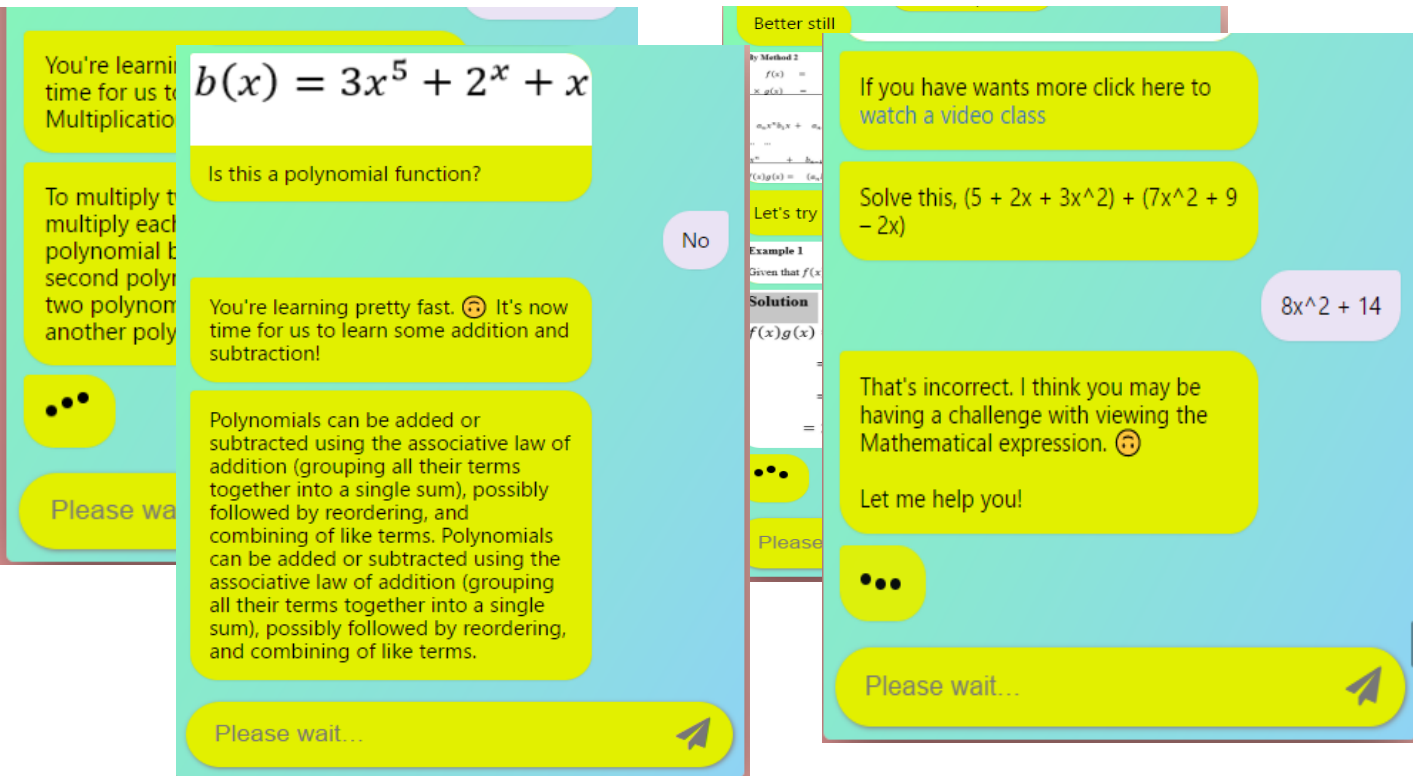 You're learni
time for us to
Multiplicatio
To multiply t
multiply each
polynomial b
second polyn
two polynom
another poly
Please wa
b(x) = 3x⁵ + 2ˣ + x
Is this a polynomial function?
No
You're learning pretty fast. 🙃 It's now
time for us to learn some addition and
subtraction!
Polynomials can be added or
subtracted using the associative law of
addition (grouping all their terms
together into a single sum), possibly
followed by reordering, and
combining of like terms. Polynomials
can be added or subtracted using the
associative law of addition (grouping
all their terms together into a single
sum), possibly followed by reordering,
and combining of like terms.
Please wait...
Better still
By Method 2
f(x) =
× g(x) =
Let's try
Example 1
Given that f(x
Solution
f(x)g(x)
=
=
=
Please
If you have wants more click here to
watch a video class
Solve this, (5 + 2x + 3x^2) + (7x^2 + 9
– 2x)
8x^2 + 14
That's incorrect. I think you may be
having a challenge with viewing the
Mathematical expression. 🙃
Let me help you!
Please wait...